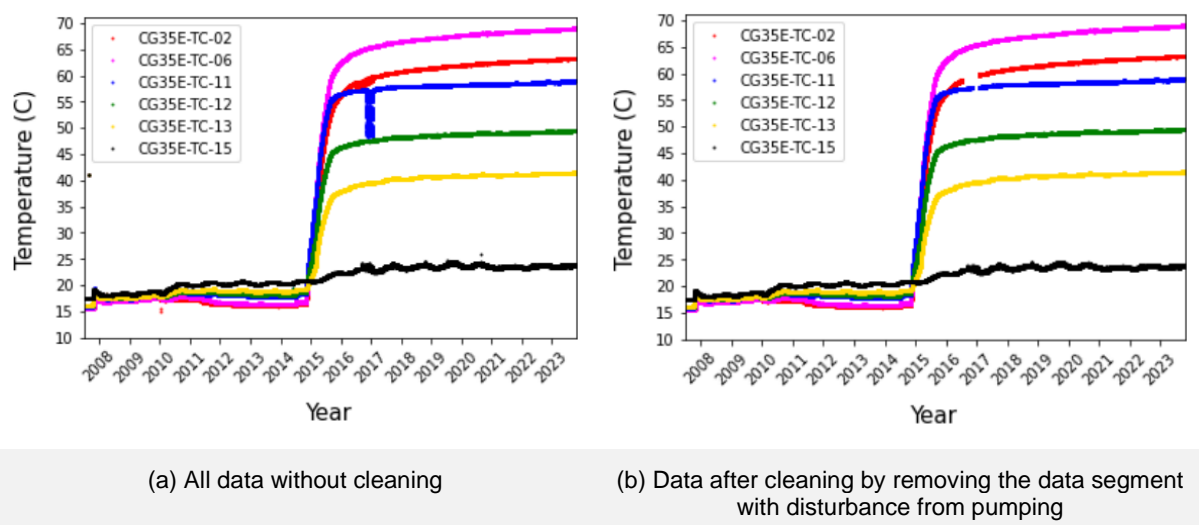 70
65
60
55
50
45
40
35
30
25
20
15
10
Temperature (C)
CG35E-TC-02
CG35E-TC-06
CG35E-TC-11
CG35E-TC-12
CG35E-TC-13
CG35E-TC-15
2008 2009 2010 2011 2012 2013 2014 2015 2016 2017 2018 2019 2020 2021 2022 2023
Year
70
65
60
55
50
45
40
35
30
25
20
15
10
Temperature (C)
CG35E-TC-02
CG35E-TC-06
CG35E-TC-11
CG35E-TC-12
CG35E-TC-13
CG35E-TC-15
2008 2009 2010 2011 2012 2013 2014 2015 2016 2017 2018 2019 2020 2021 2022 2023
Year
(a) All data without cleaning
(b) Data after cleaning by removing the data segment
with disturbance from pumping